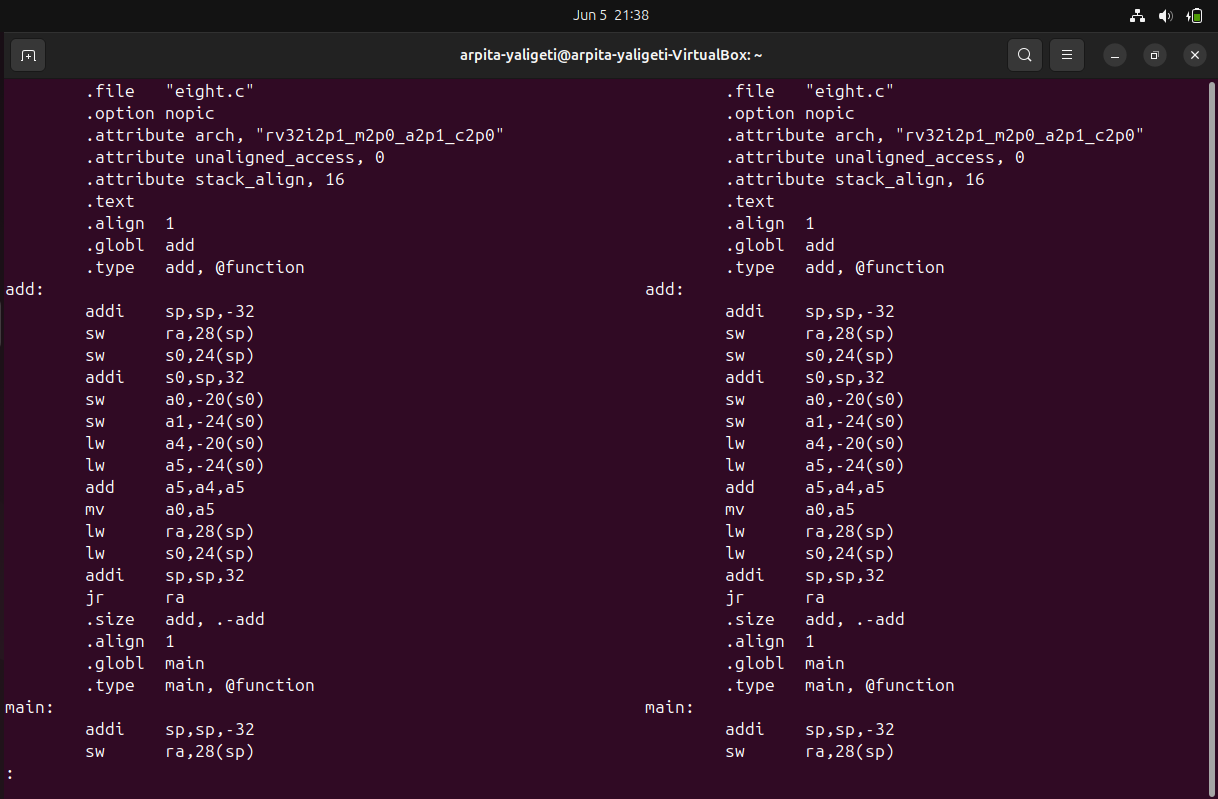 Jun 5 21:38
arpita-yaligeti@arpita-yaligeti-VirtualBox: ~
        .file   "eight.c"                                               .file   "eight.c"
        .option nopic                                                   .option nopic
        .attribute arch, "rv32i2p1_m2p0_a2p1_c2p0"                      .attribute arch, "rv32i2p1_m2p0_a2p1_c2p0"
        .attribute unaligned_access, 0                                  .attribute unaligned_access, 0
        .attribute stack_align, 16                                      .attribute stack_align, 16
        .text                                                           .text
        .align  1                                                       .align  1
        .globl  add                                                     .globl  add
        .type   add, @function                                          .type   add, @function
add:                                                            add:
        addi    sp,sp,-32                                               addi    sp,sp,-32
        sw      ra,28(sp)                                               sw      ra,28(sp)
        sw      s0,24(sp)                                               sw      s0,24(sp)
        addi    s0,sp,32                                                addi    s0,sp,32
        sw      a0,-20(s0)                                              sw      a0,-20(s0)
        sw      a1,-24(s0)                                              sw      a1,-24(s0)
        lw      a4,-20(s0)                                              lw      a4,-20(s0)
        lw      a5,-24(s0)                                              lw      a5,-24(s0)
        add     a5,a4,a5                                                add     a5,a4,a5
        mv      a0,a5                                                   mv      a0,a5
        lw      ra,28(sp)                                               lw      ra,28(sp)
        lw      s0,24(sp)                                               lw      s0,24(sp)
        addi    sp,sp,32                                                addi    sp,sp,32
        jr      ra                                                      jr      ra
        .size   add, .-add                                              .size   add, .-add
        .align  1                                                       .align  1
        .globl  main                                                    .globl  main
        .type   main, @function                                         .type   main, @function
main:                                                           main:
        addi    sp,sp,-32                                               addi    sp,sp,-32
        sw      ra,28(sp)                                               sw      ra,28(sp)
: